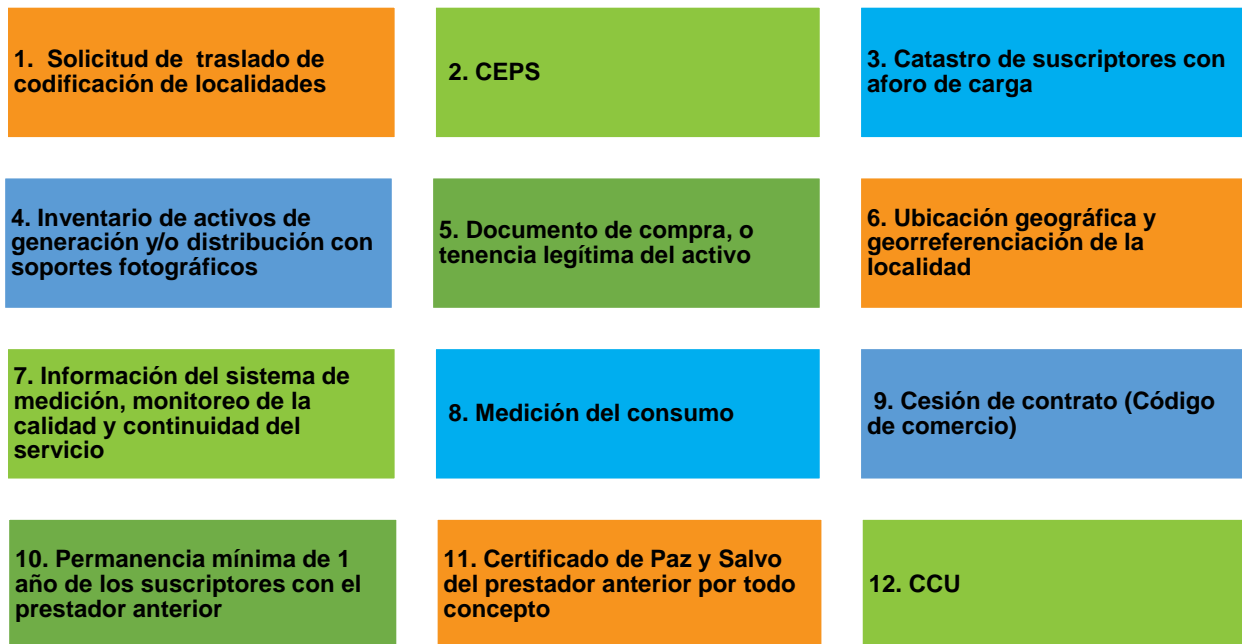 1. Solicitud de traslado de
codificación de localidades
2. CEPS
3. Catastro de suscriptores con
aforo de carga
4. Inventario de activos de
generación y/o distribución con
soportes fotográficos
5. Documento de compra, o
tenencia legítima del activo
6. Ubicación geográfica y
georreferenciación de la
localidad
7. Información del sistema de
medición, monitoreo de la
calidad y continuidad del
servicio
8. Medición del consumo
9. Cesión de contrato (Código
de comercio)
10. Permanencia mínima de 1
año de los suscriptores con el
prestador anterior
11. Certificado de Paz y Salvo
del prestador anterior por todo
concepto
12. CCU